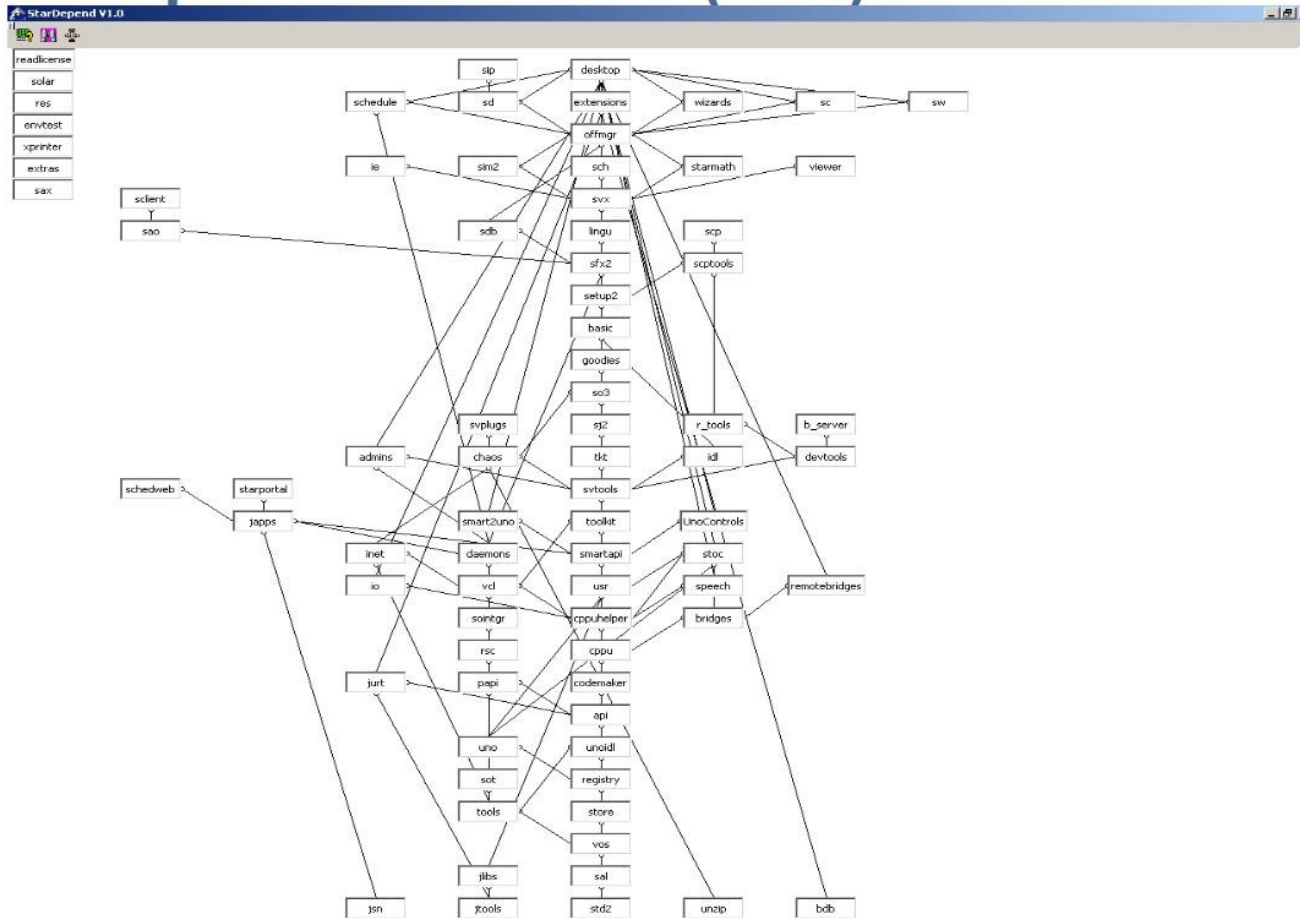 StarDepend V1.0
readlicense
solar
res
envtest
xprinter
extras
sax
sip
desktop
schedule
sd
extensions
wizards
sc
sw
offmgr
ie
sim2
sch
starmath
viewer
sclient
svx
sao
sdb
lingu
scp
sfx2
scptools
setup2
basic
goodies
so3
svplugs
sj2
r_tools
b_server
admins
chaos
tkt
idl
devtools
schedweb
starportal
svtools
japps
smart2uno
toolkit
UnoControls
inet
daemons
smartapi
stoc
io
vcl
usr
speech
remotebridges
sointgr
cppuhelper
bridges
rsc
cppu
jurt
papi
codemaker
api
uno
unoidl
sot
registry
tools
store
vos
jlibs
sal
jsn
jtools
std2
unzip
bdb